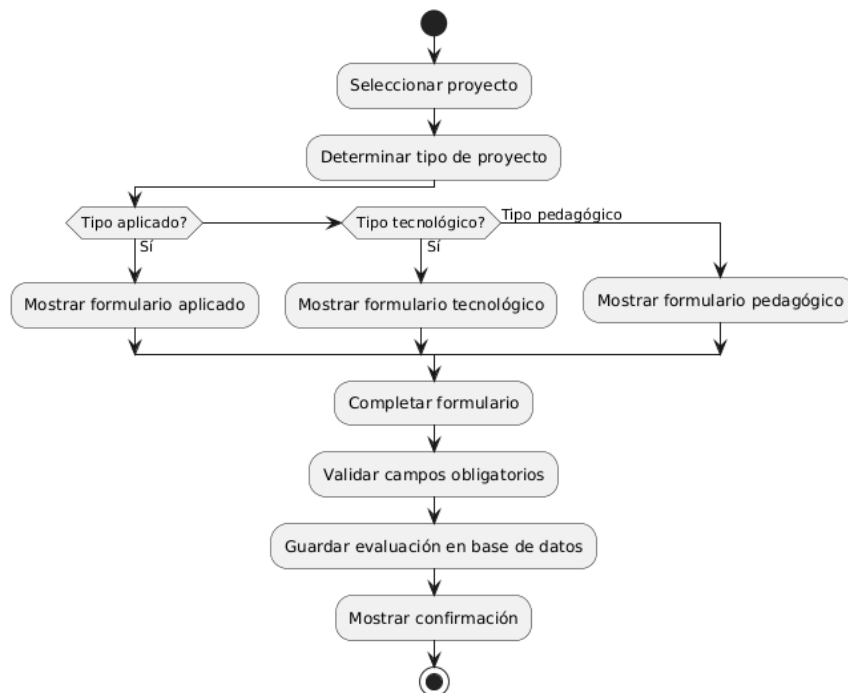 Seleccionar proyecto
Determinar tipo de proyecto
Tipo aplicado?
Sí
Tipo tecnológico?
Sí
Tipo pedagógico
Mostrar formulario aplicado
Mostrar formulario tecnológico
Mostrar formulario pedagógico
Completar formulario
Validar campos obligatorios
Guardar evaluación en base de datos
Mostrar confirmación